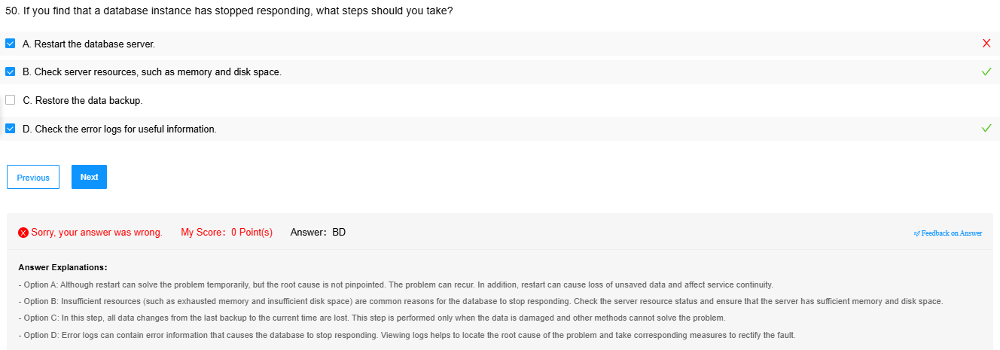 50. If you find that a database instance has stopped responding, what steps should you take?
A. Restart the database server.
B. Check server resources, such as memory and disk space.
C. Restore the data backup.
D. Check the error logs for useful information.
Previous Next
Sorry, your answer was wrong. My Score: 0 Point(s) Answer: BD Feedback on Answer
Answer Explanations:
- Option A: Although restart can solve the problem temporarily, but the root cause is not pinpointed. The problem can recur. In addition, restart can cause loss of unsaved data and affect service continuity.
- Option B: Insufficient resources (such as exhausted memory and insufficient disk space) are common reasons for the database to stop responding. Check the server resource status and ensure that the server has sufficient memory and disk space.
- Option C: In this step, all data changes from the last backup to the current time are lost. This step is performed only when the data is damaged and other methods cannot solve the problem.
- Option D: Error logs can contain error information that causes the database to stop responding. Viewing logs helps to locate the root cause of the problem and take corresponding measures to rectify the fault.